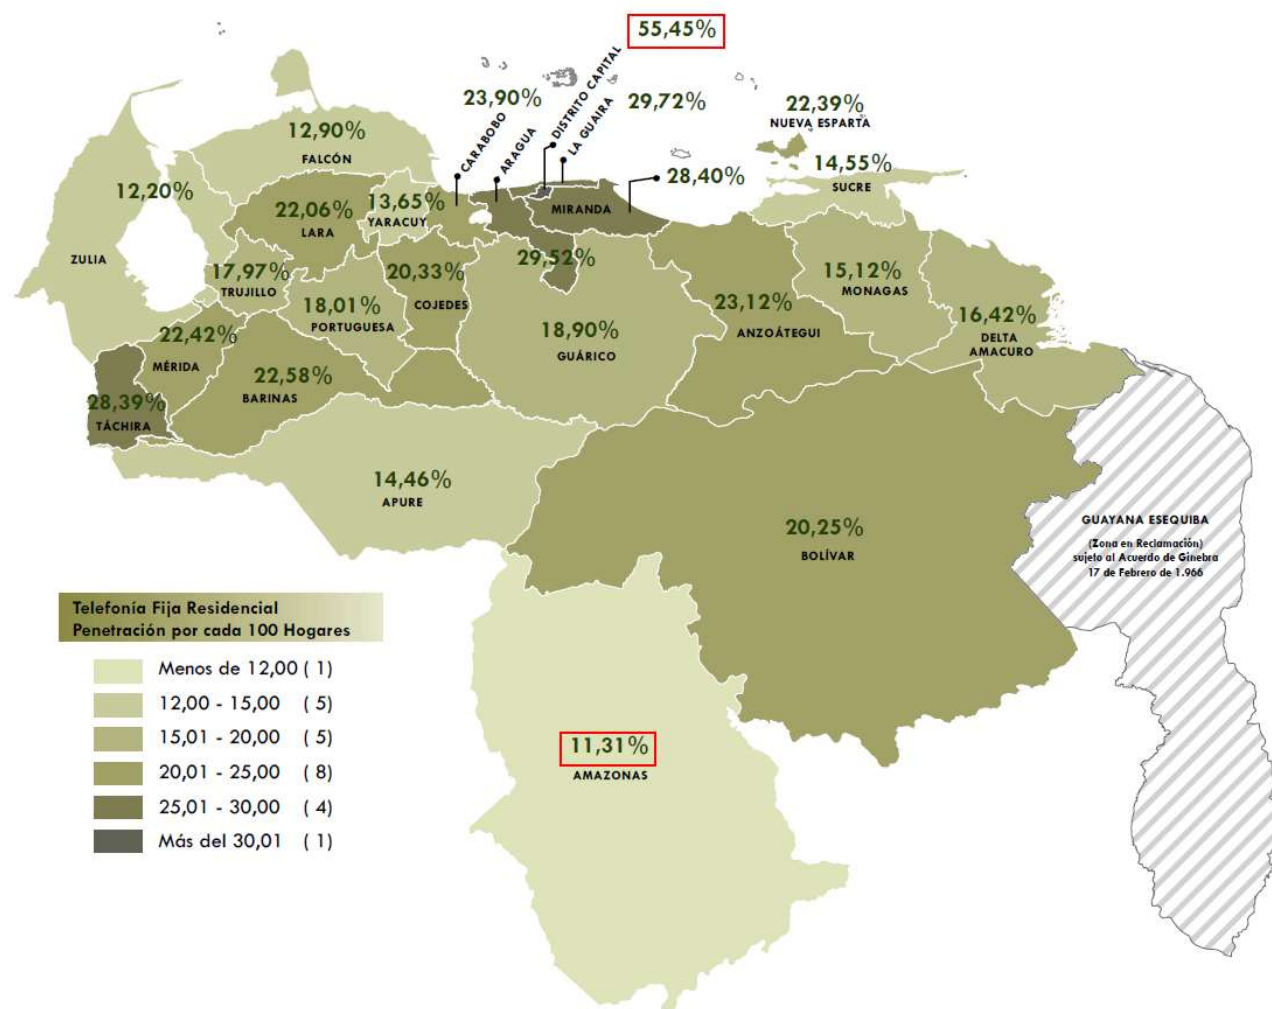 55,45%
DISTRITO CAPITAL
23,90%
CARABOBO
ARAGUA
29,72%
LA GUAIRA
22,39%
NUEVA ESPARTA
12,90%
FALCÓN
14,55%
SUCRE
28,40%
MIRANDA
12,20%
ZULIA
22,06%
LARA
13,65%
YARACUY
17,97%
TRUJILLO
18,01%
PORTUGUESA
20,33%
COJEDES
29,52%
18,90%
GUÁRICO
23,12%
ANZOÁTEGUI
15,12%
MONAGAS
16,42%
DELTA
AMACURO
22,42%
MÉRIDA
22,58%
BARINAS
28,39%
TÁCHIRA
14,46%
APURE
20,25%
BOLÍVAR
GUAYANA ESEQUIBA
(Zona en Reclamación)
sujeto al Acuerdo de Ginebra
17 de Febrero de 1.966
11,31%
AMAZONAS
Telefonía Fija Residencial
Penetración por cada 100 Hogares
Menos de 12,00 ( 1)
12,00 - 15,00 ( 5)
15,01 - 20,00 ( 5)
20,01 - 25,00 ( 8)
25,01 - 30,00 ( 4)
Más del 30,01 ( 1)